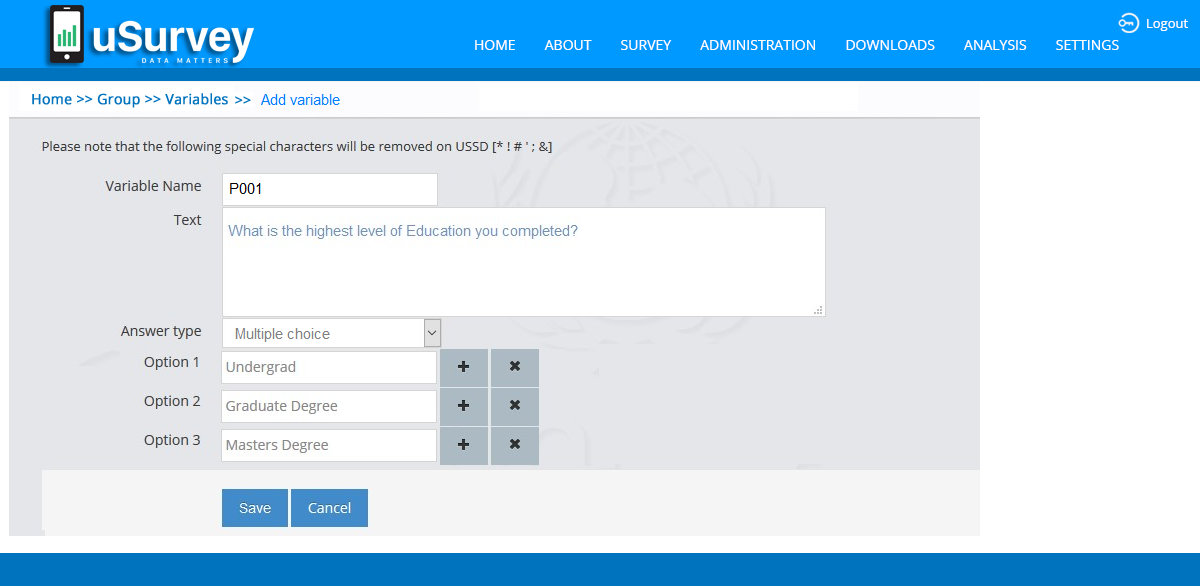 uSurvey
DATA MATTERS
Logout
HOME ABOUT SURVEY ADMINISTRATION DOWNLOADS ANALYSIS SETTINGS
Home >> Group >> Variables >> Add variable
Please note that the following special characters will be removed on USSD [* ! # ' ; &]
Variable Name P001
Text What is the highest level of Education you completed?
Answer type Multiple choice
Option 1 Undergrad
Option 2 Graduate Degree
Option 3 Masters Degree
Save Cancel